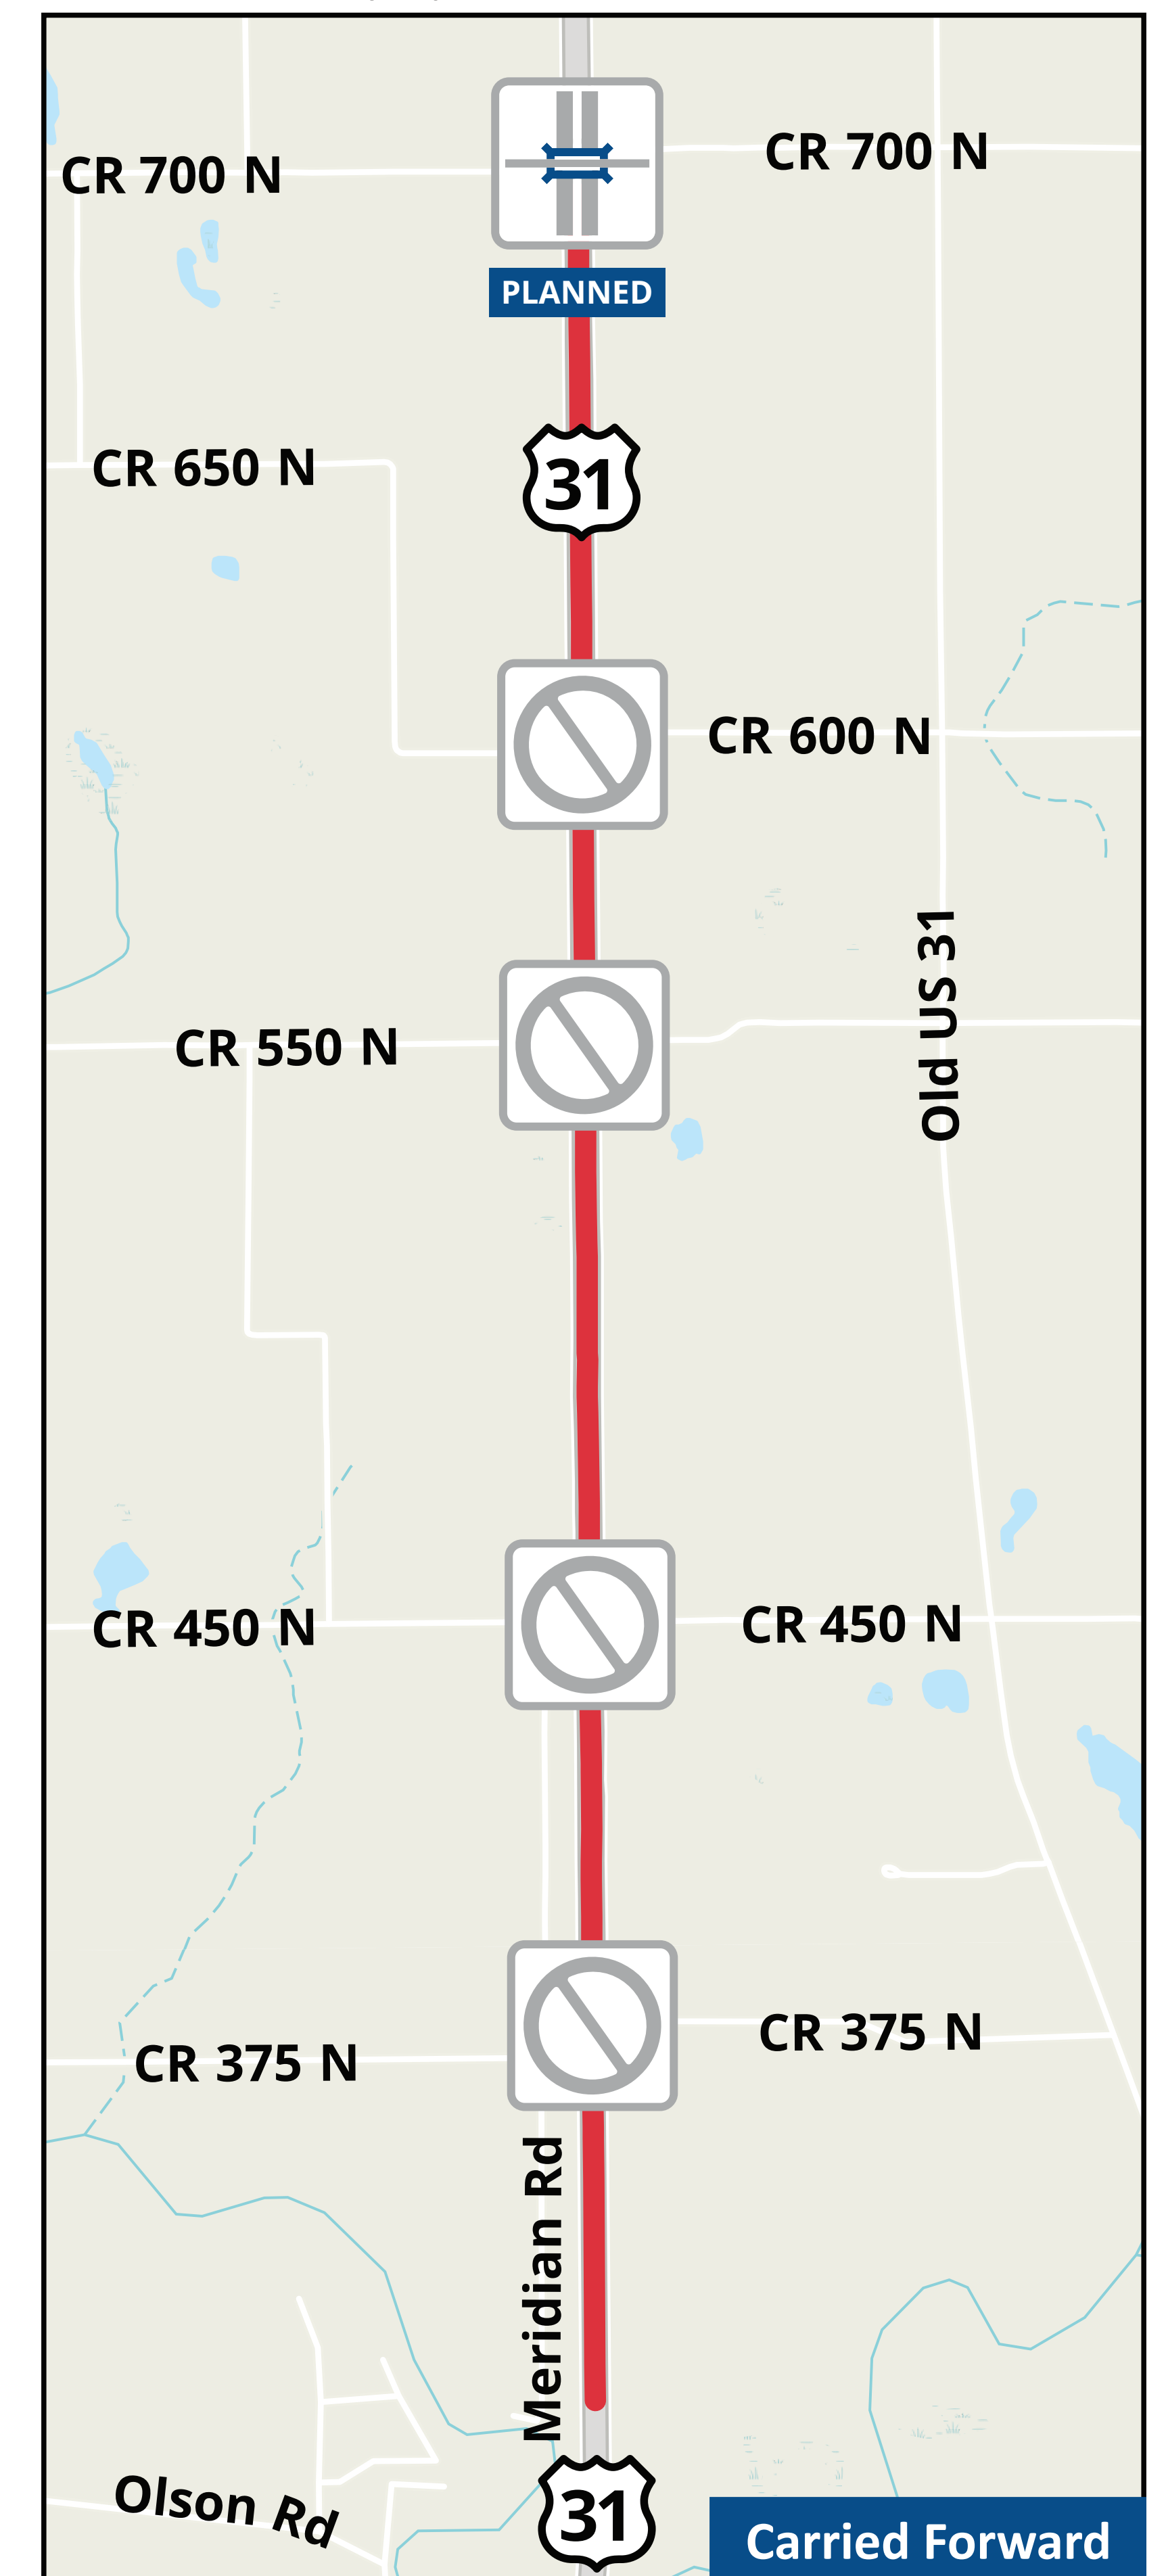 CR 700 N
CR 700 N
PLANNED
CR 650 N
31
CR 600 N
Old US 31
CR 550 N
CR 450 N
CR 450 N
CR 375 N
CR 375 N
Meridian Rd
Olson Rd
31
Carried Forward